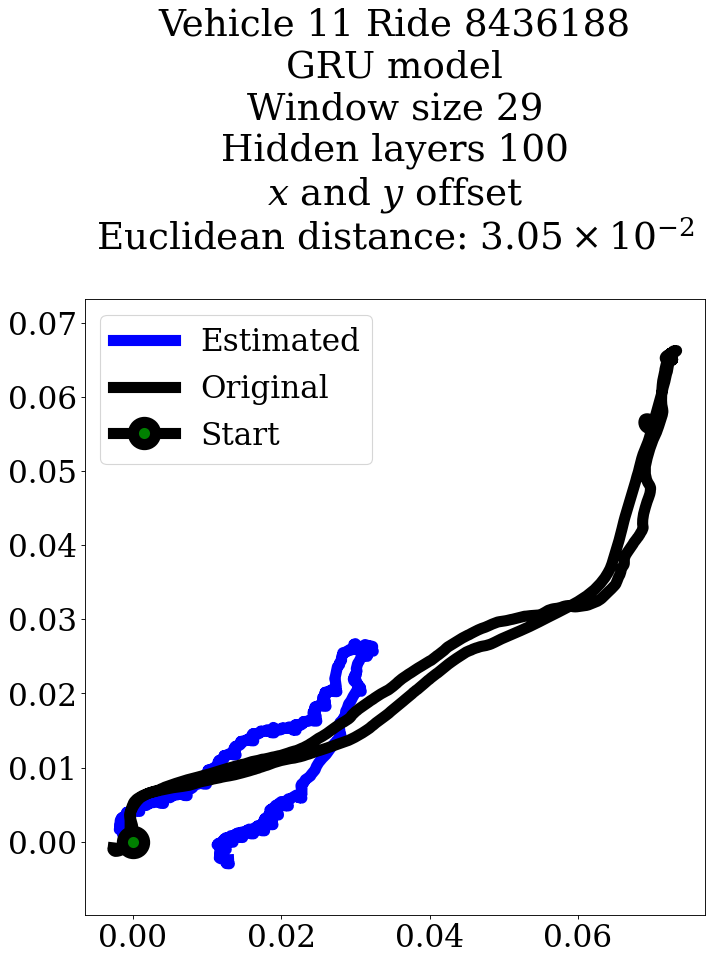 Vehicle 11 Ride 8436188
GRU model
Window size 29
Hidden layers 100
x and y offset
Euclidean distance: 3.05 × 10⁻²
Estimated
Original
Start
0.07
0.06
0.05
0.04
0.03
0.02
0.01
0.00
0.00 0.02 0.04 0.06